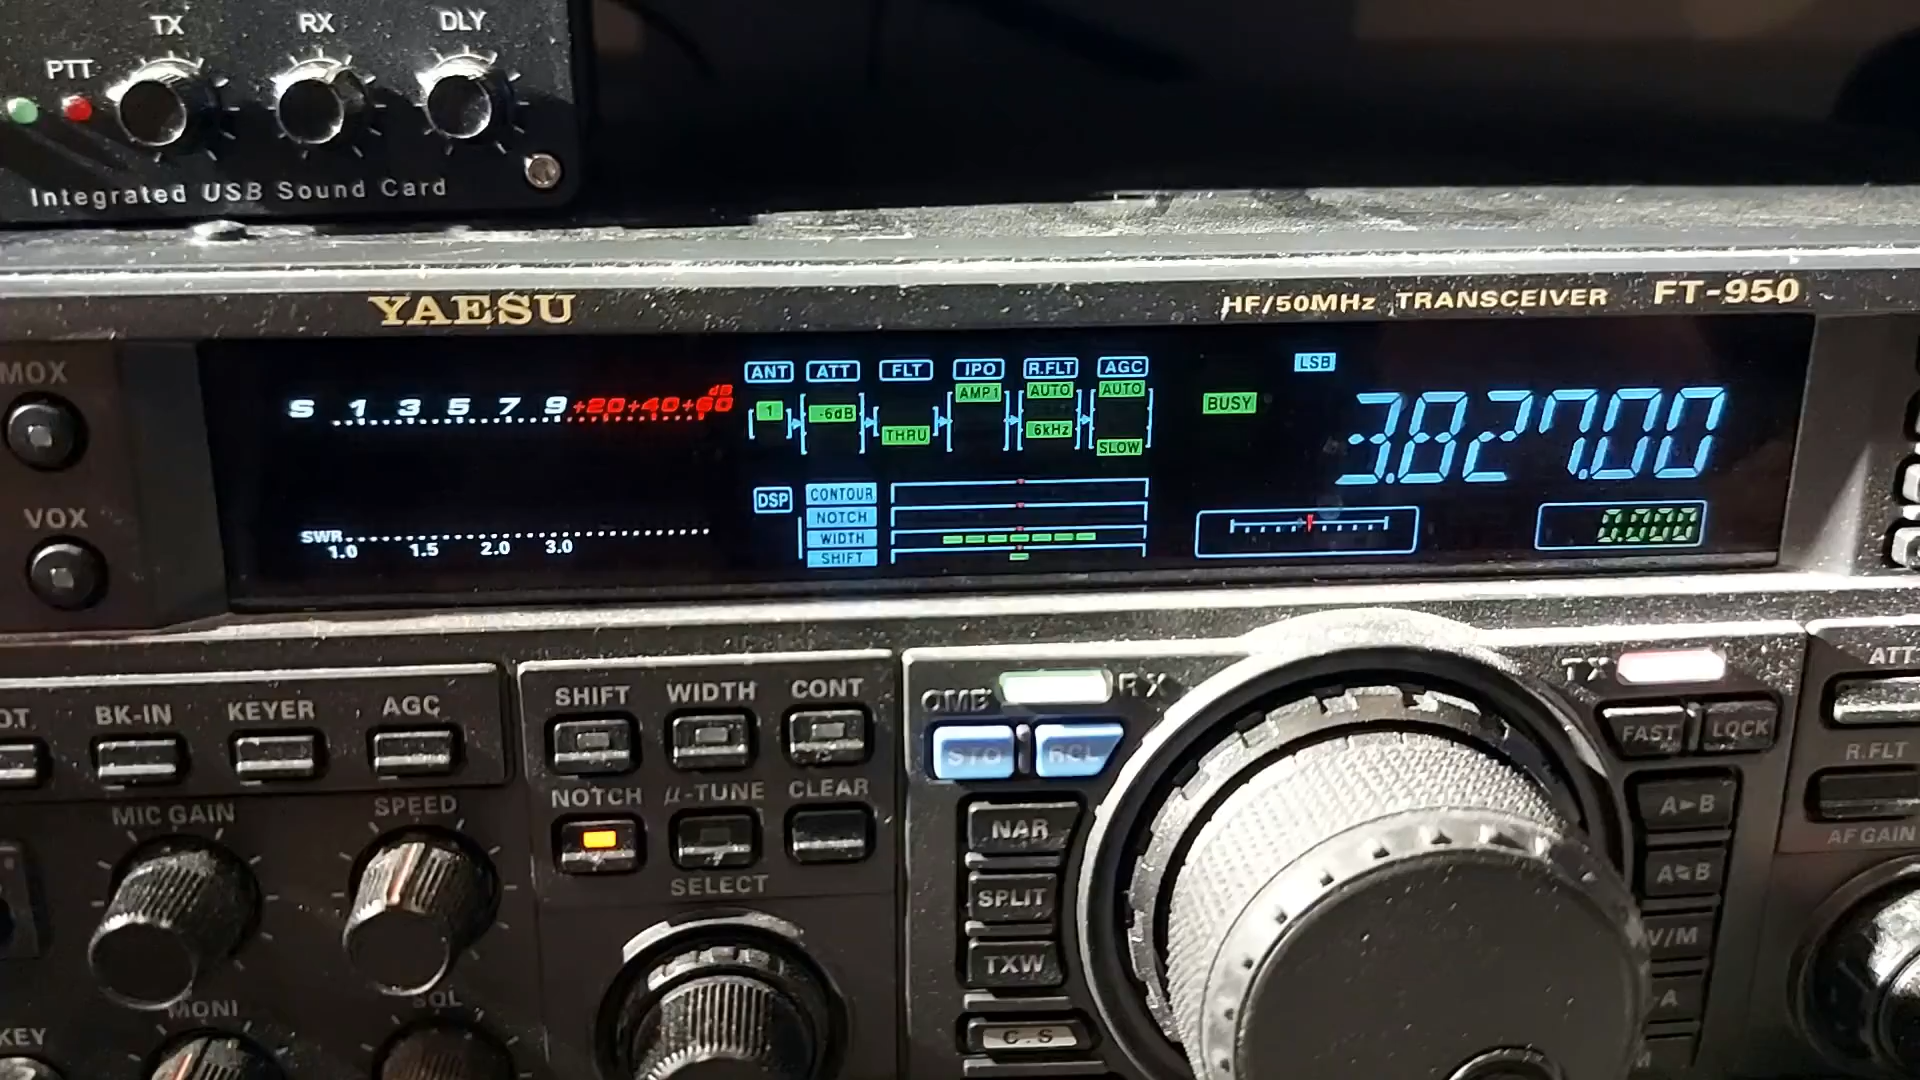 TX RX DLY
PTT
Integrated USB Sound Card
YAESU
HF/50MHz TRANSCEIVER FT-950
MOX
VOX
S 1 3 5 7 9 +20 +40 +60 dB
SWR 1.0 1.5 2.0 3.0
ANT ATT FLT IPO R.FLT AGC
1 -6dB THRU AMP1 AUTO 6kHz AUTO SLOW
DSP
CONTOUR
NOTCH
WIDTH
SHIFT
BUSY
LSB
3.827.00
0.000
BK-IN KEYER AGC
MIC GAIN SPEED
MONI
KEY
SHIFT WIDTH CONT
NOTCH μ-TUNE CLEAR
SELECT
RX
STO RCL
NAR
SPLIT
TXW
C.S
TX
FAST LOCK
A►B
V/M
A
ATT
R.FLT
AF GAIN